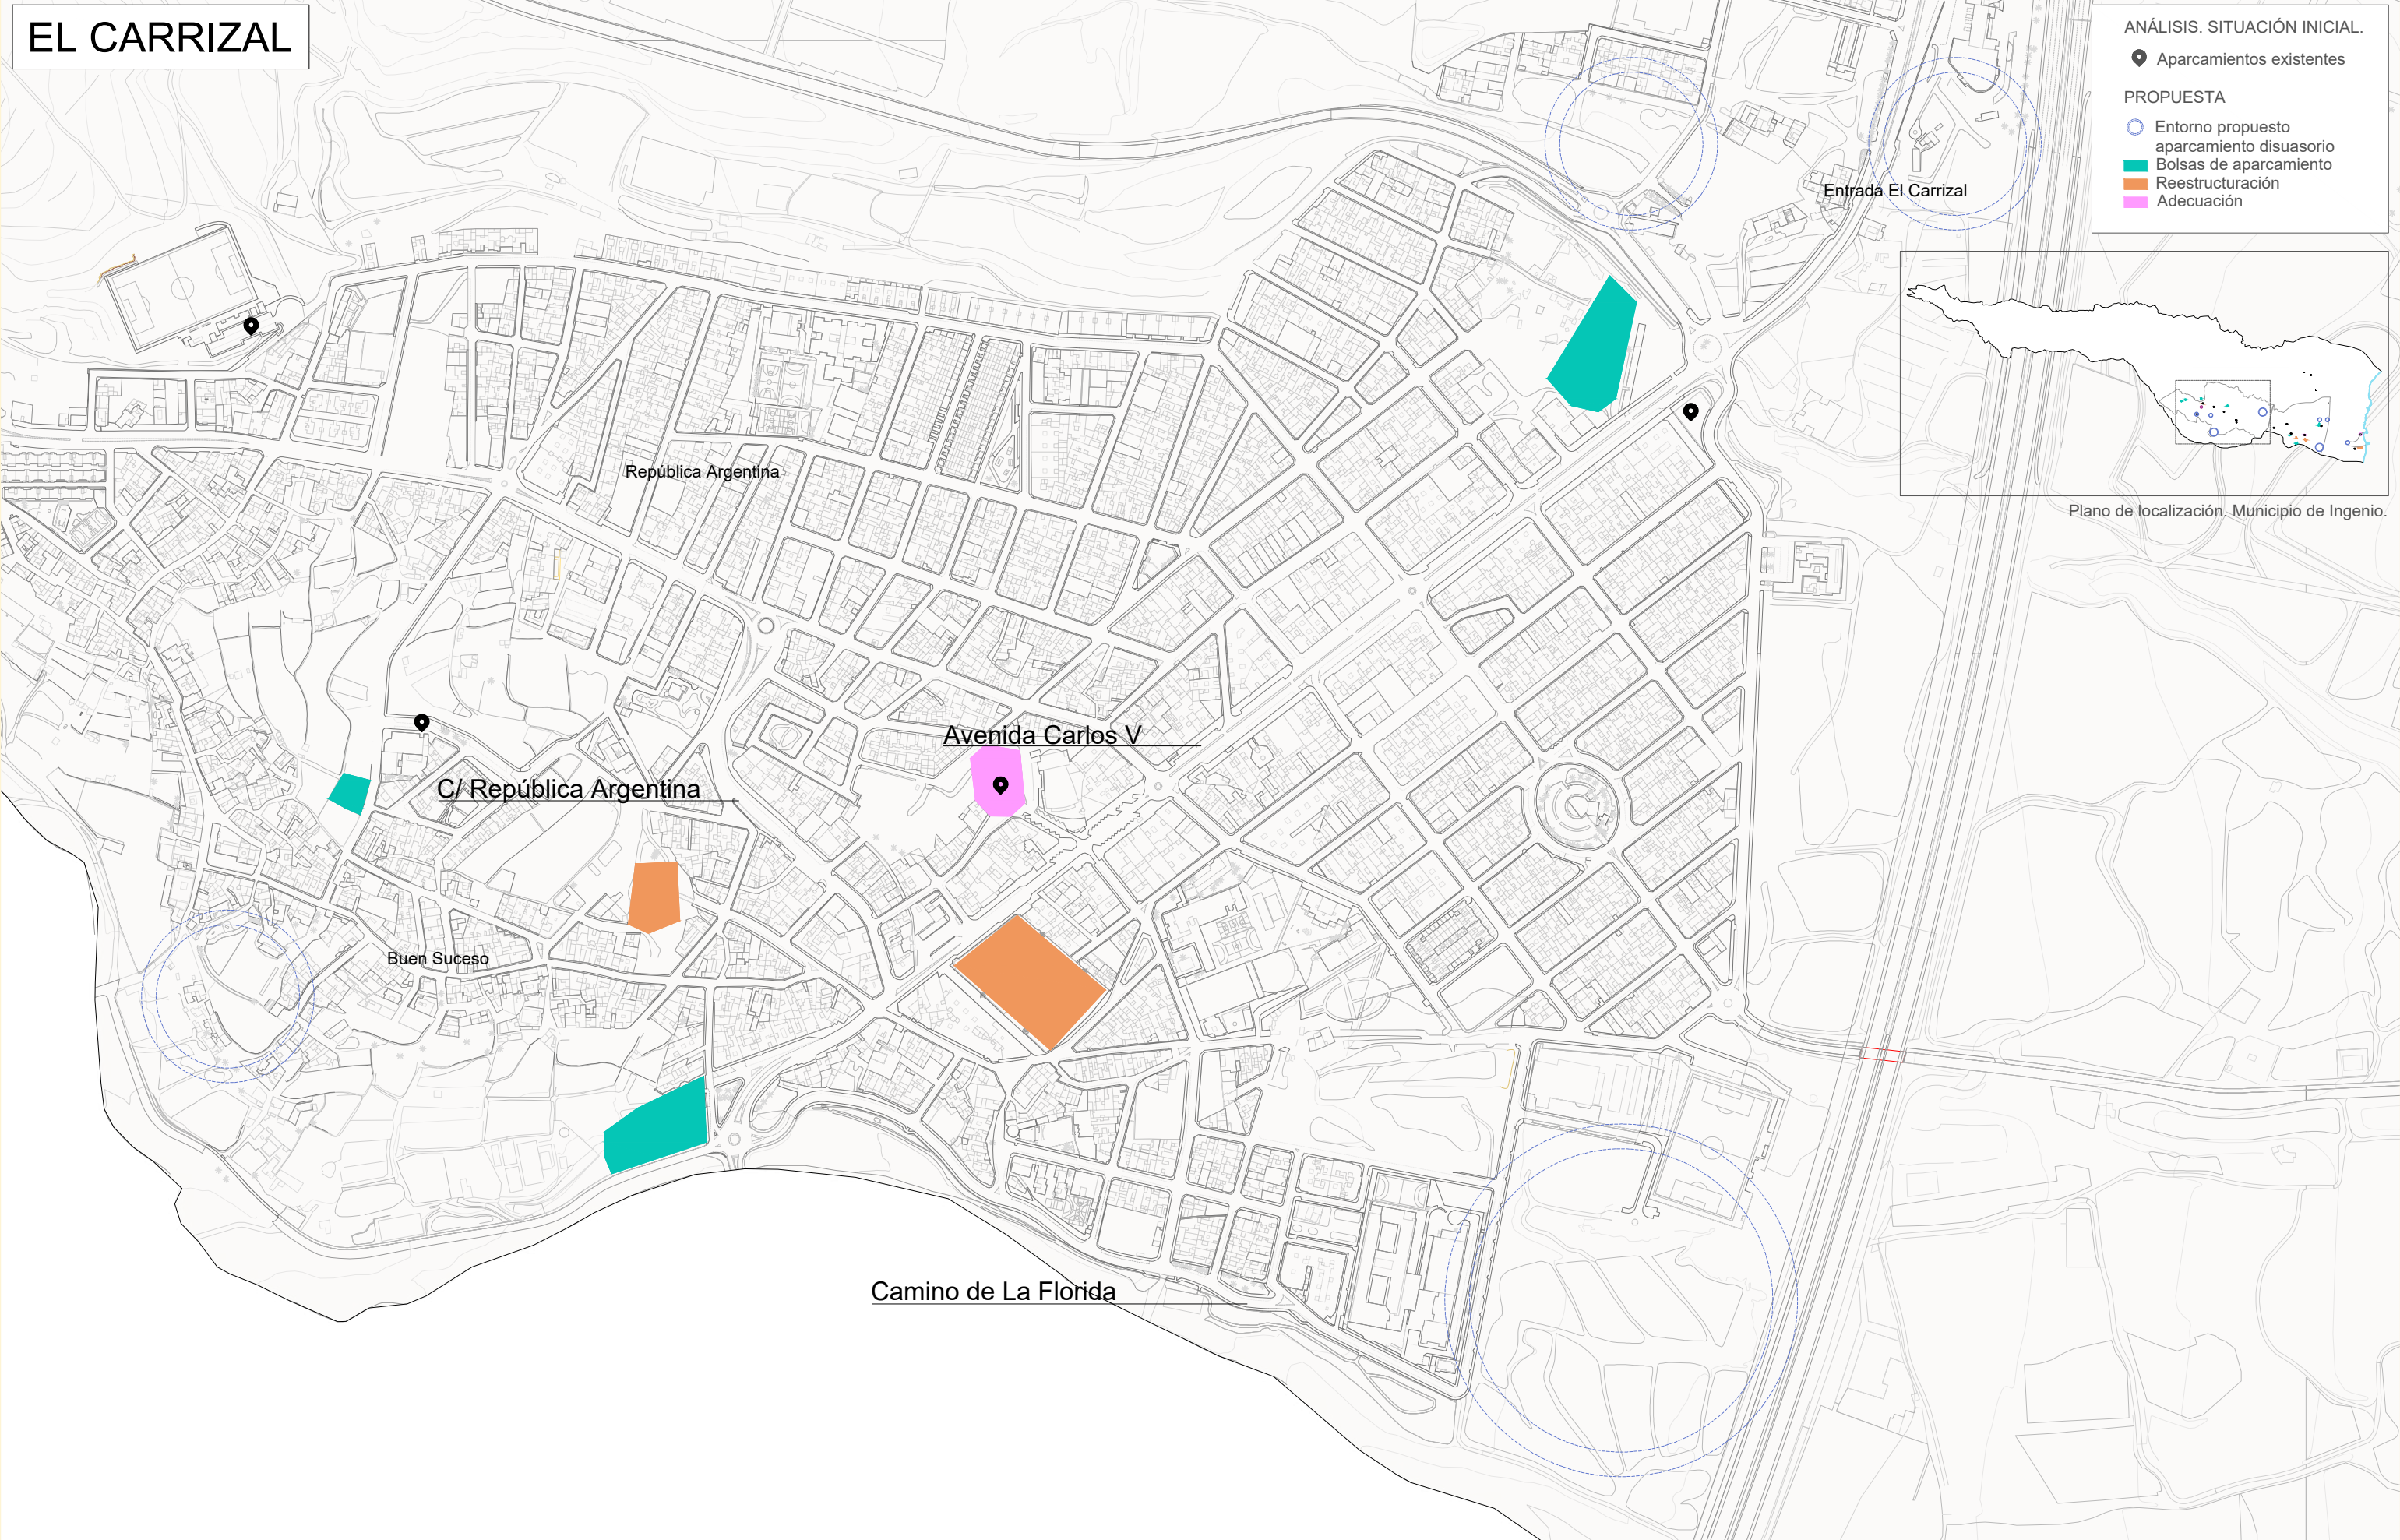 EL CARRIZAL
ANÁLISIS. SITUACIÓN INICIAL.
Aparcamientos existentes
PROPUESTA
Entorno propuesto
aparcamiento disuasorio
Bolsas de aparcamiento
Reestructuración
Adecuación
Entrada El Carrizal
Plano de localización. Municipio de Ingenio.
República Argentina
Avenida Carlos V
C/ República Argentina
Buen Suceso
Camino de La Florida